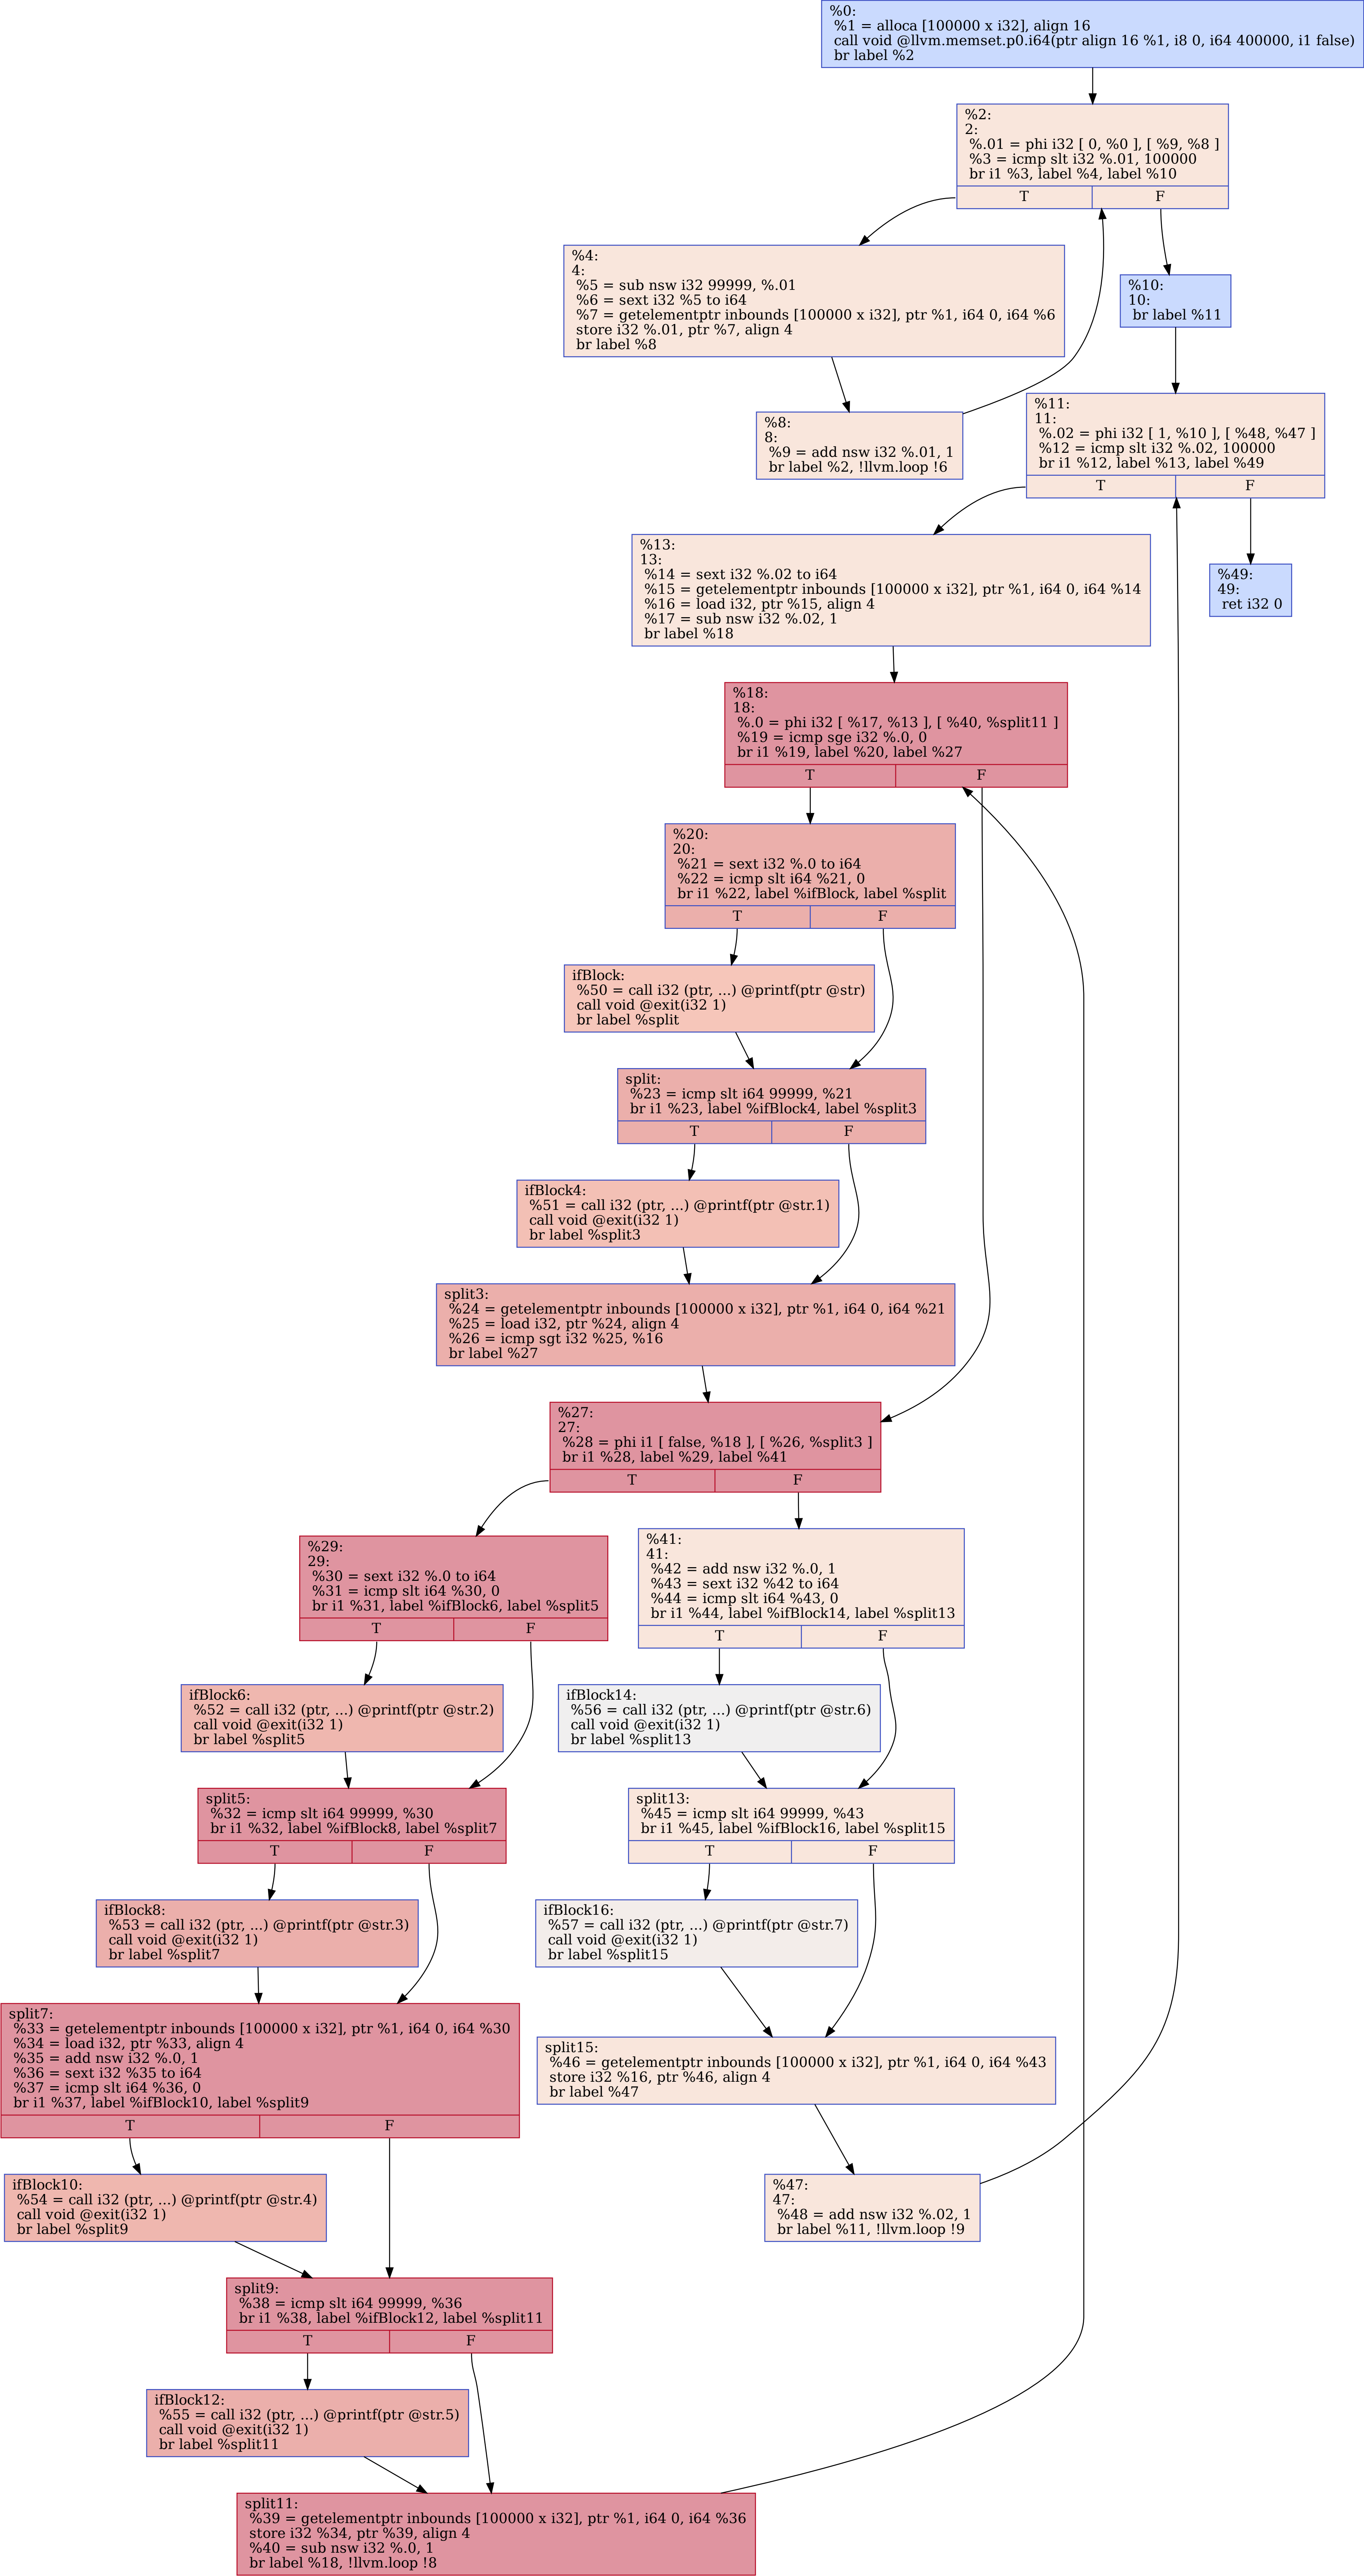 %0:
%1 = alloca [100000 x i32], align 16
call void @llvm.memset.p0.i64(ptr align 16 %1, i8 0, i64 400000, i1 false)
br label %2
%2:
2:
%.01 = phi i32 [ 0, %0 ], [ %9, %8 ]
%3 = icmp slt i32 %.01, 100000
br i1 %3, label %4, label %10
T F
%4:
4:
%5 = sub nsw i32 99999, %.01
%6 = sext i32 %5 to i64
%7 = getelementptr inbounds [100000 x i32], ptr %1, i64 0, i64 %6
store i32 %.01, ptr %7, align 4
br label %8
%10:
10:
br label %11
%8:
8:
%9 = add nsw i32 %.01, 1
br label %2, !llvm.loop !6
%11:
11:
%.02 = phi i32 [ 1, %10 ], [ %48, %47 ]
%12 = icmp slt i32 %.02, 100000
br i1 %12, label %13, label %49
T F
%13:
13:
%14 = sext i32 %.02 to i64
%15 = getelementptr inbounds [100000 x i32], ptr %1, i64 0, i64 %14
%16 = load i32, ptr %15, align 4
%17 = sub nsw i32 %.02, 1
br label %18
%49:
49:
ret i32 0
%18:
18:
%.0 = phi i32 [ %17, %13 ], [ %40, %split11 ]
%19 = icmp sge i32 %.0, 0
br i1 %19, label %20, label %27
T F
%20:
20:
%21 = sext i32 %.0 to i64
%22 = icmp slt i64 %21, 0
br i1 %22, label %ifBlock, label %split
T F
ifBlock:
%50 = call i32 (ptr, ...) @printf(ptr @str)
call void @exit(i32 1)
br label %split
split:
%23 = icmp slt i64 99999, %21
br i1 %23, label %ifBlock4, label %split3
T F
ifBlock4:
%51 = call i32 (ptr, ...) @printf(ptr @str.1)
call void @exit(i32 1)
br label %split3
split3:
%24 = getelementptr inbounds [100000 x i32], ptr %1, i64 0, i64 %21
%25 = load i32, ptr %24, align 4
%26 = icmp sgt i32 %25, %16
br label %27
%27:
27:
%28 = phi i1 [ false, %18 ], [ %26, %split3 ]
br i1 %28, label %29, label %41
T F
%29:
29:
%30 = sext i32 %.0 to i64
%31 = icmp slt i64 %30, 0
br i1 %31, label %ifBlock6, label %split5
T F
%41:
41:
%42 = add nsw i32 %.0, 1
%43 = sext i32 %42 to i64
%44 = icmp slt i64 %43, 0
br i1 %44, label %ifBlock14, label %split13
T F
ifBlock6:
%52 = call i32 (ptr, ...) @printf(ptr @str.2)
call void @exit(i32 1)
br label %split5
ifBlock14:
%56 = call i32 (ptr, ...) @printf(ptr @str.6)
call void @exit(i32 1)
br label %split13
split5:
%32 = icmp slt i64 99999, %30
br i1 %32, label %ifBlock8, label %split7
T F
split13:
%45 = icmp slt i64 99999, %43
br i1 %45, label %ifBlock16, label %split15
T F
ifBlock8:
%53 = call i32 (ptr, ...) @printf(ptr @str.3)
call void @exit(i32 1)
br label %split7
ifBlock16:
%57 = call i32 (ptr, ...) @printf(ptr @str.7)
call void @exit(i32 1)
br label %split15
split7:
%33 = getelementptr inbounds [100000 x i32], ptr %1, i64 0, i64 %30
%34 = load i32, ptr %33, align 4
%35 = add nsw i32 %.0, 1
%36 = sext i32 %35 to i64
%37 = icmp slt i64 %36, 0
br i1 %37, label %ifBlock10, label %split9
T F
split15:
%46 = getelementptr inbounds [100000 x i32], ptr %1, i64 0, i64 %43
store i32 %16, ptr %46, align 4
br label %47
ifBlock10:
%54 = call i32 (ptr, ...) @printf(ptr @str.4)
call void @exit(i32 1)
br label %split9
%47:
47:
%48 = add nsw i32 %.02, 1
br label %11, !llvm.loop !9
split9:
%38 = icmp slt i64 99999, %36
br i1 %38, label %ifBlock12, label %split11
T F
ifBlock12:
%55 = call i32 (ptr, ...) @printf(ptr @str.5)
call void @exit(i32 1)
br label %split11
split11:
%39 = getelementptr inbounds [100000 x i32], ptr %1, i64 0, i64 %36
store i32 %34, ptr %39, align 4
%40 = sub nsw i32 %.0, 1
br label %18, !llvm.loop !8